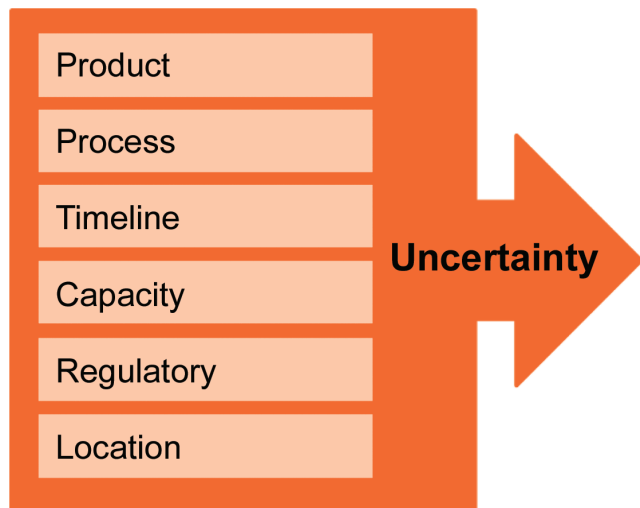 Product
Process
Timeline
Uncertainty
Capacity
Regulatory
Location